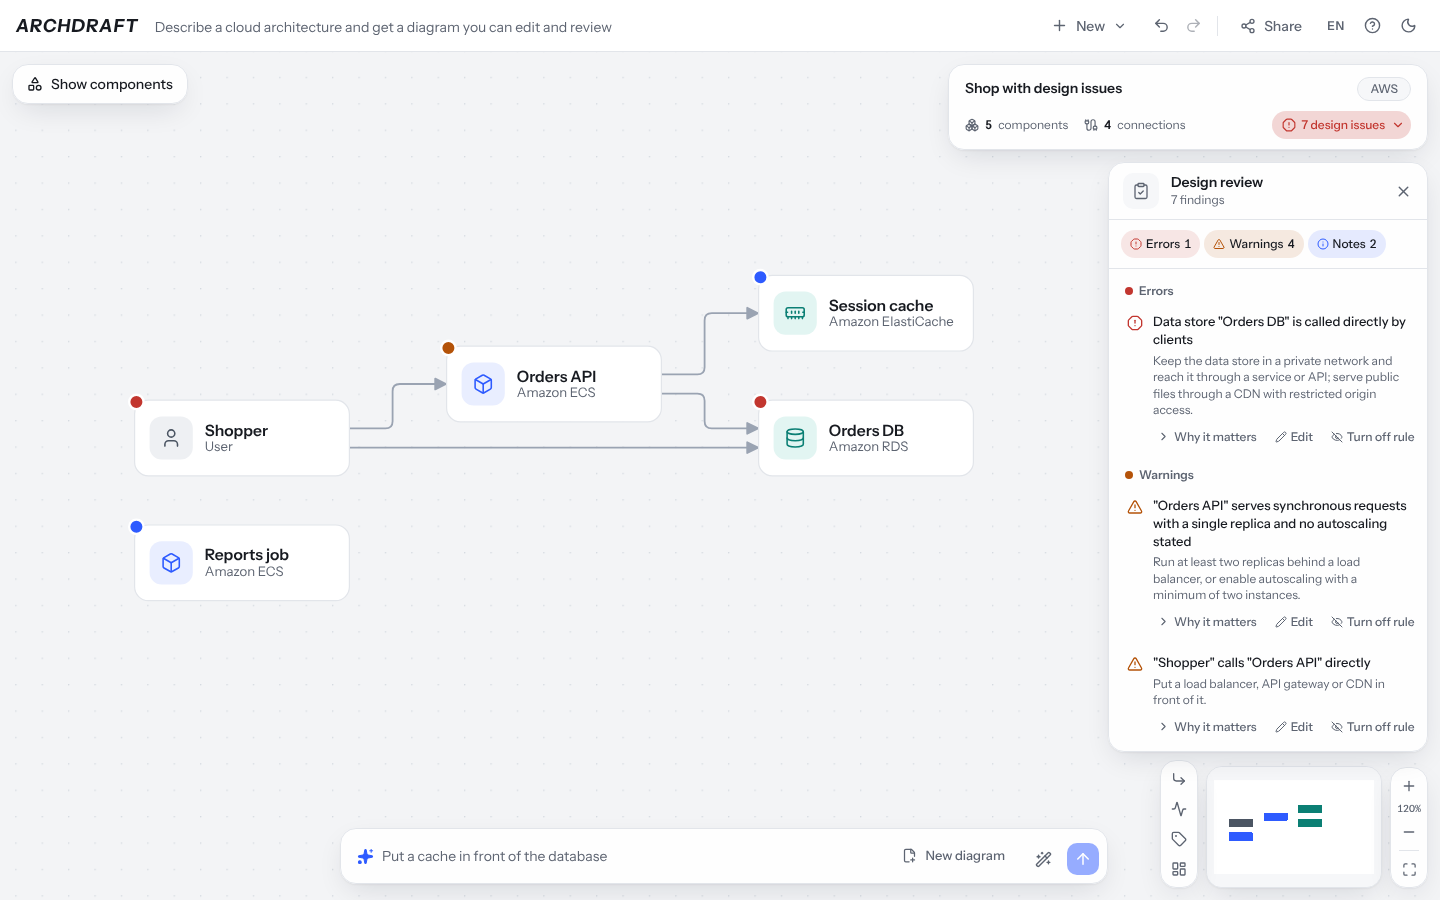 ARCHDRAFT
Describe a cloud architecture and get a diagram you can edit and review
New
Share
EN
Show components
Shop with design issues
AWS
5 components
4 connections
7 design issues
Design review
7 findings
Errors 1
Warnings 4
Notes 2
Errors
Data store "Orders DB" is called directly by
clients
Keep the data store in a private network and
reach it through a service or API; serve public
files through a CDN with restricted origin
access.
Why it matters
Edit
Turn off rule
Warnings
"Orders API" serves synchronous requests
with a single replica and no autoscaling
stated
Run at least two replicas behind a load
balancer, or enable autoscaling with a
minimum of two instances.
Why it matters
Edit
Turn off rule
"Shopper" calls "Orders API" directly
Put a load balancer, API gateway or CDN in
front of it.
Why it matters
Edit
Turn off rule
Session cache
Amazon ElastiCache
Orders API
Amazon ECS
Shopper
User
Orders DB
Amazon RDS
Reports job
Amazon ECS
Put a cache in front of the database
New diagram
120%